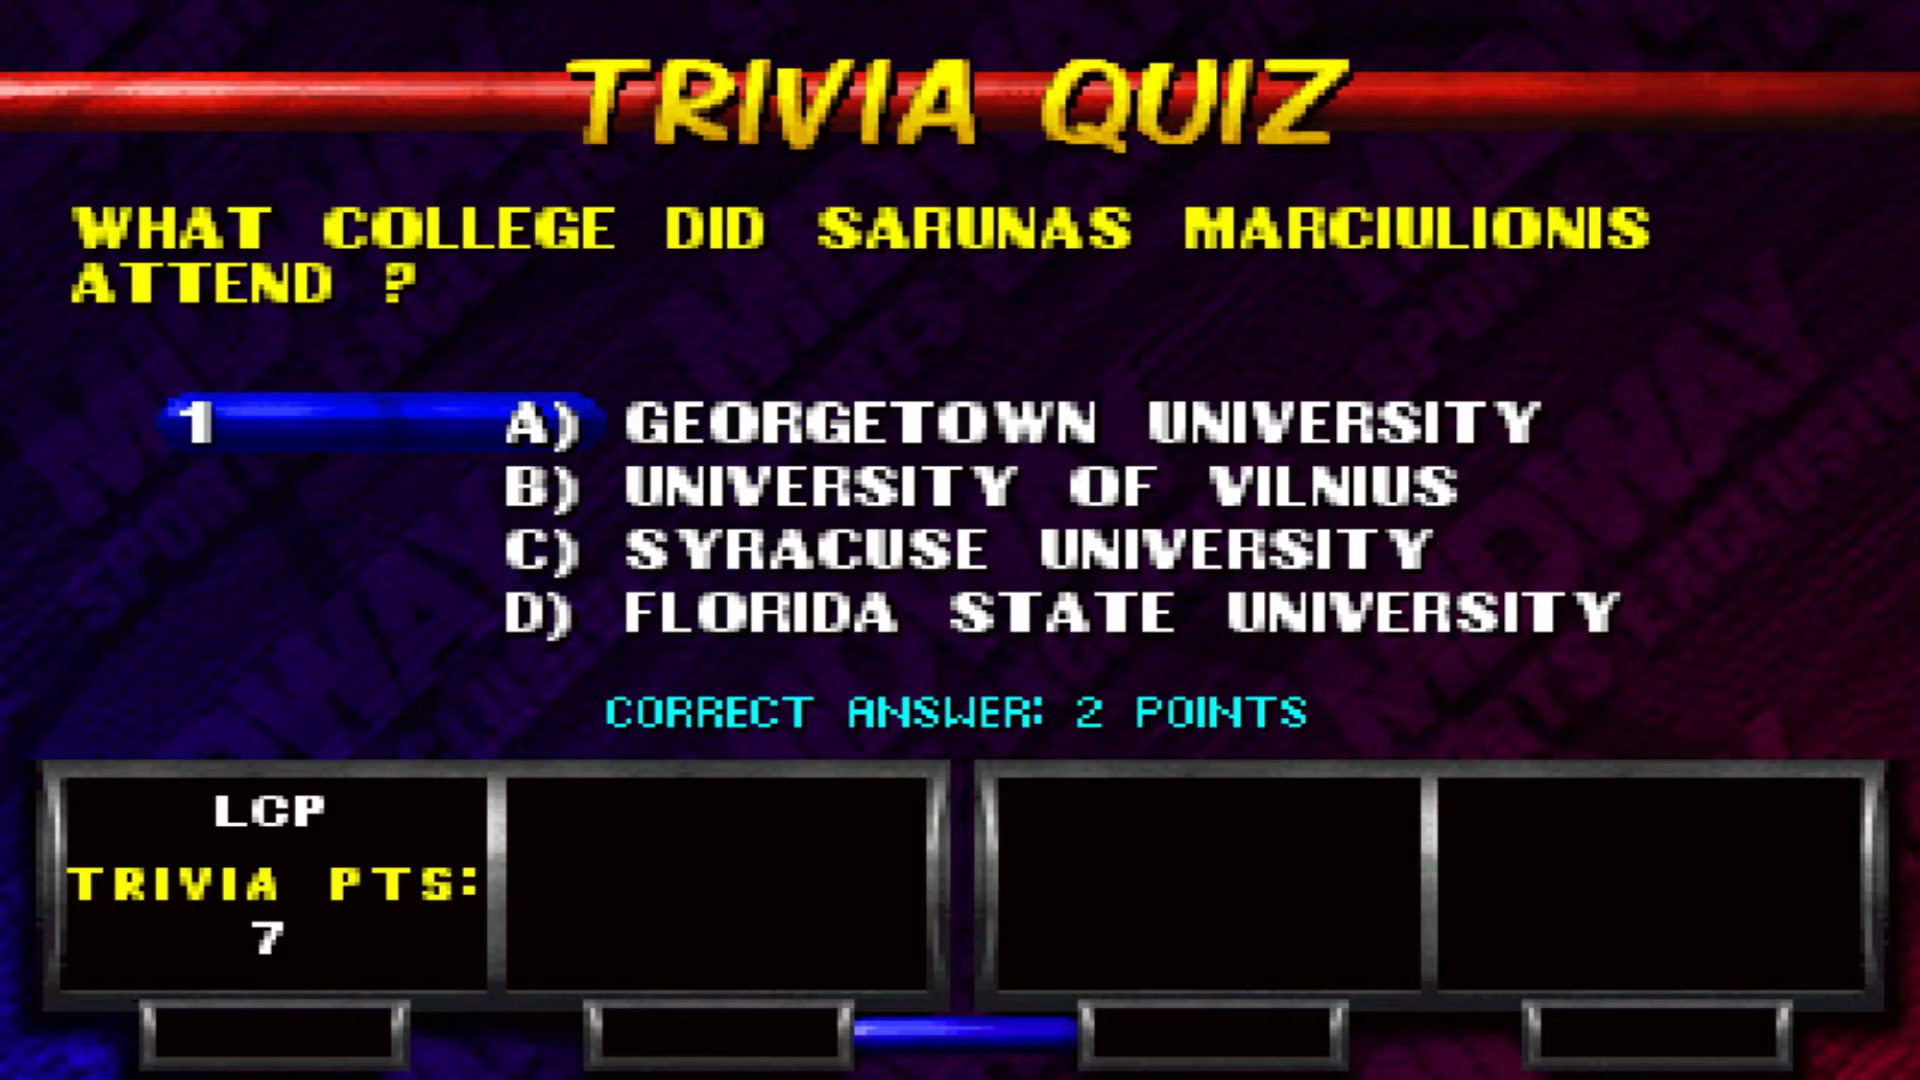 TRIVIA QUIZ
WHAT COLLEGE DID SARUNAS MARCIULIONIS
ATTEND ?
1 A) GEORGETOWN UNIVERSITY
B) UNIVERSITY OF VILNIUS
C) SYRACUSE UNIVERSITY
D) FLORIDA STATE UNIVERSITY
CORRECT ANSWER: 2 POINTS
LCP
TRIVIA PTS:
7